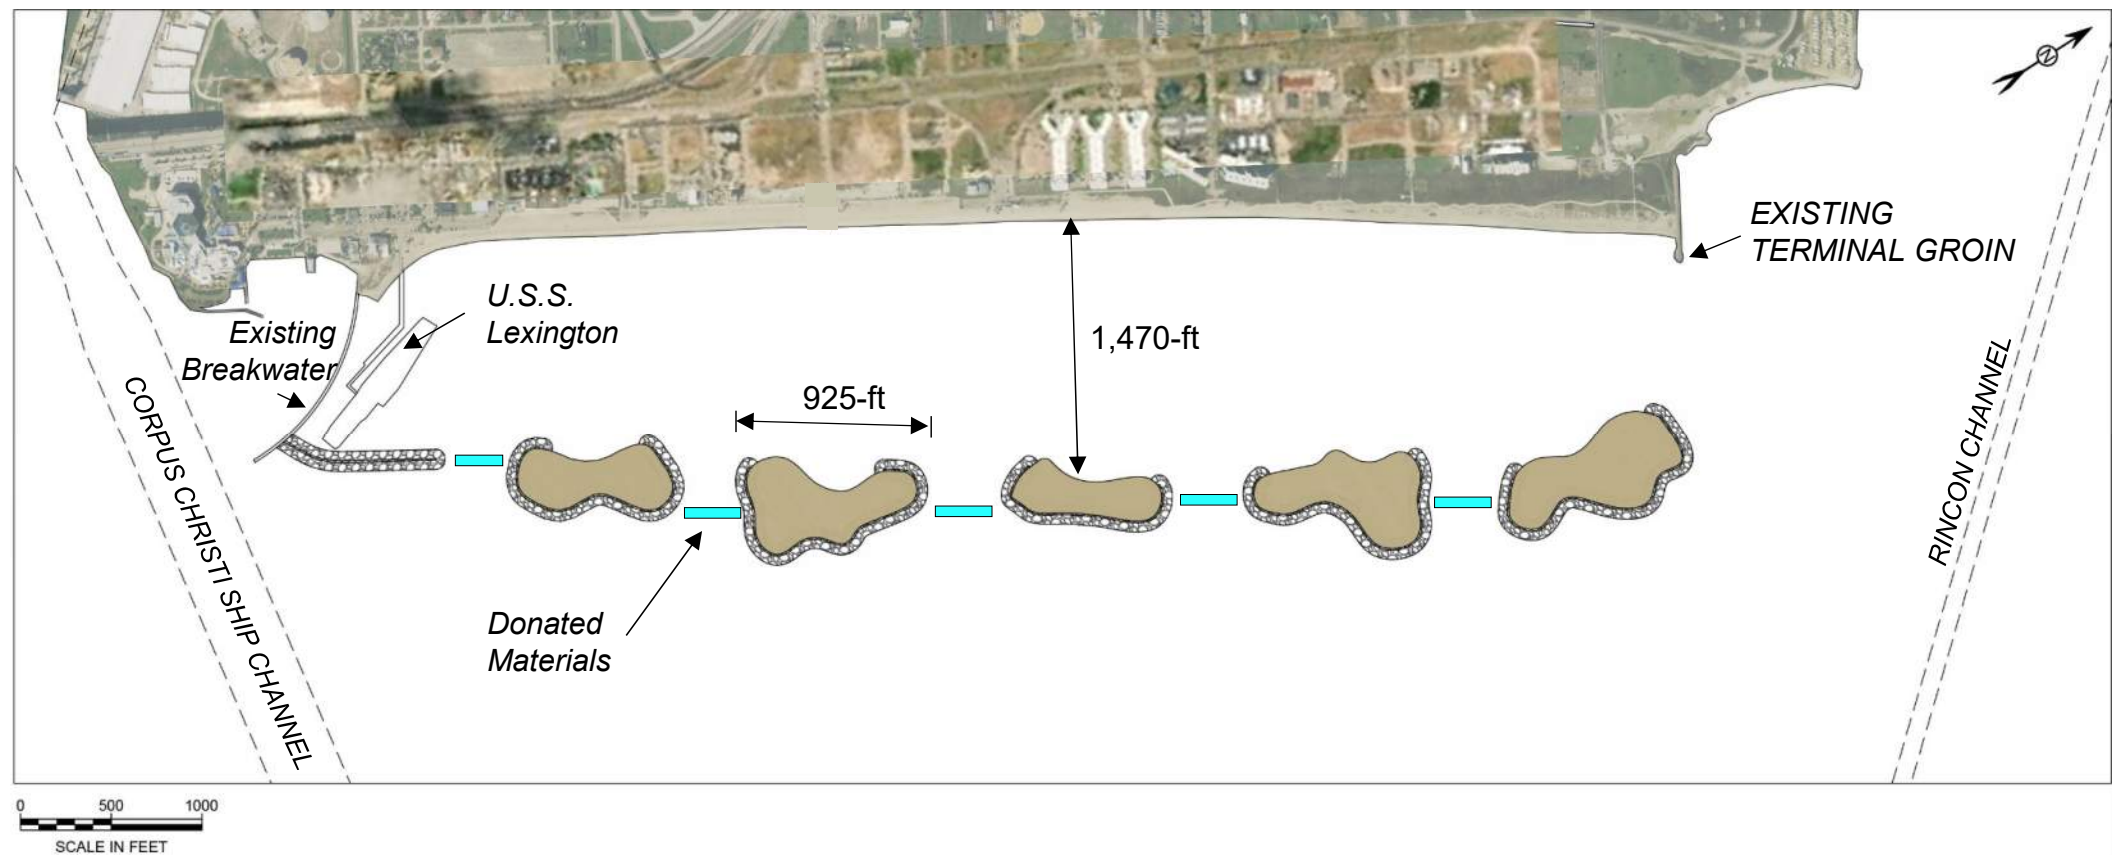 N
EXISTING
TERMINAL GROIN
U.S.S.
Lexington
Existing
Breakwater
1,470-ft
925-ft
CORPUS CHRISTI SHIP CHANNEL
RINCON CHANNEL
Donated
Materials
0 500 1000
SCALE IN FEET